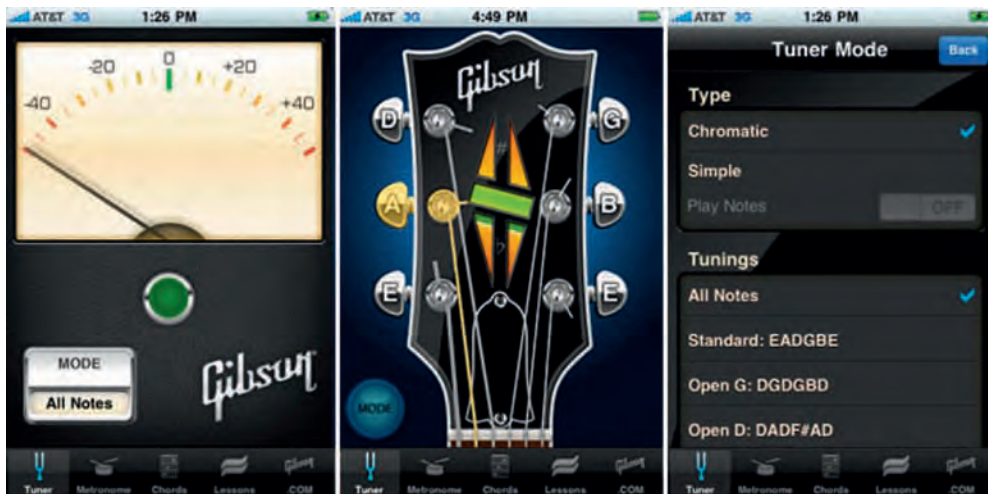 AT&T 3G 1:26 PM
-40 -20 0 +20 +40
MODE
All Notes
Gibson
Tuner Metronome Chords Lessons .COM
AT&T 3G 4:49 PM
Gibson
D G
#
A B
♭
E E
MODE
Tuner Metronome Chords Lessons Gibson .COM
AT&T 3G 1:26 PM
Tuner Mode Back
Type
Chromatic
Simple
Play Notes OFF
Tunings
All Notes
Standard: EADGBE
Open G: DGDGBD
Open D: DADF#AD
Tuner Metronome Chords Lessons Gibson .COM